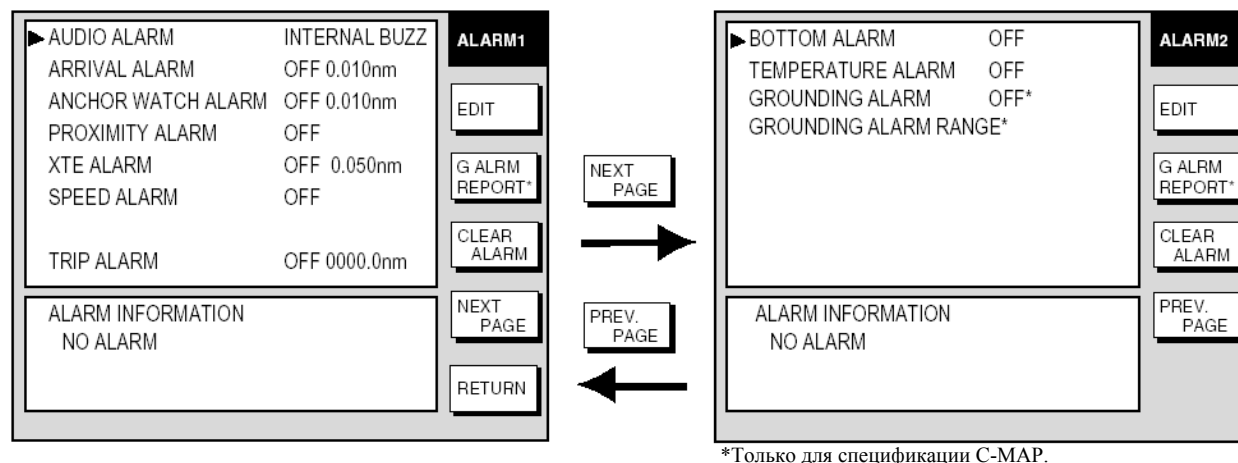 ▶AUDIO ALARM INTERNAL BUZZ
ARRIVAL ALARM OFF 0.010nm
ANCHOR WATCH ALARM OFF 0.010nm
PROXIMITY ALARM OFF
XTE ALARM OFF 0.050nm
SPEED ALARM OFF
TRIP ALARM OFF 0000.0nm
ALARM INFORMATION
NO ALARM
ALARM1
EDIT
G ALRM
REPORT*
CLEAR
ALARM
NEXT
PAGE
RETURN
NEXT
PAGE
PREV.
PAGE
▶BOTTOM ALARM OFF
TEMPERATURE ALARM OFF
GROUNDING ALARM OFF*
GROUNDING ALARM RANGE*
ALARM INFORMATION
NO ALARM
ALARM2
EDIT
G ALRM
REPORT*
CLEAR
ALARM
PREV.
PAGE
*Только для спецификации C-MAP.